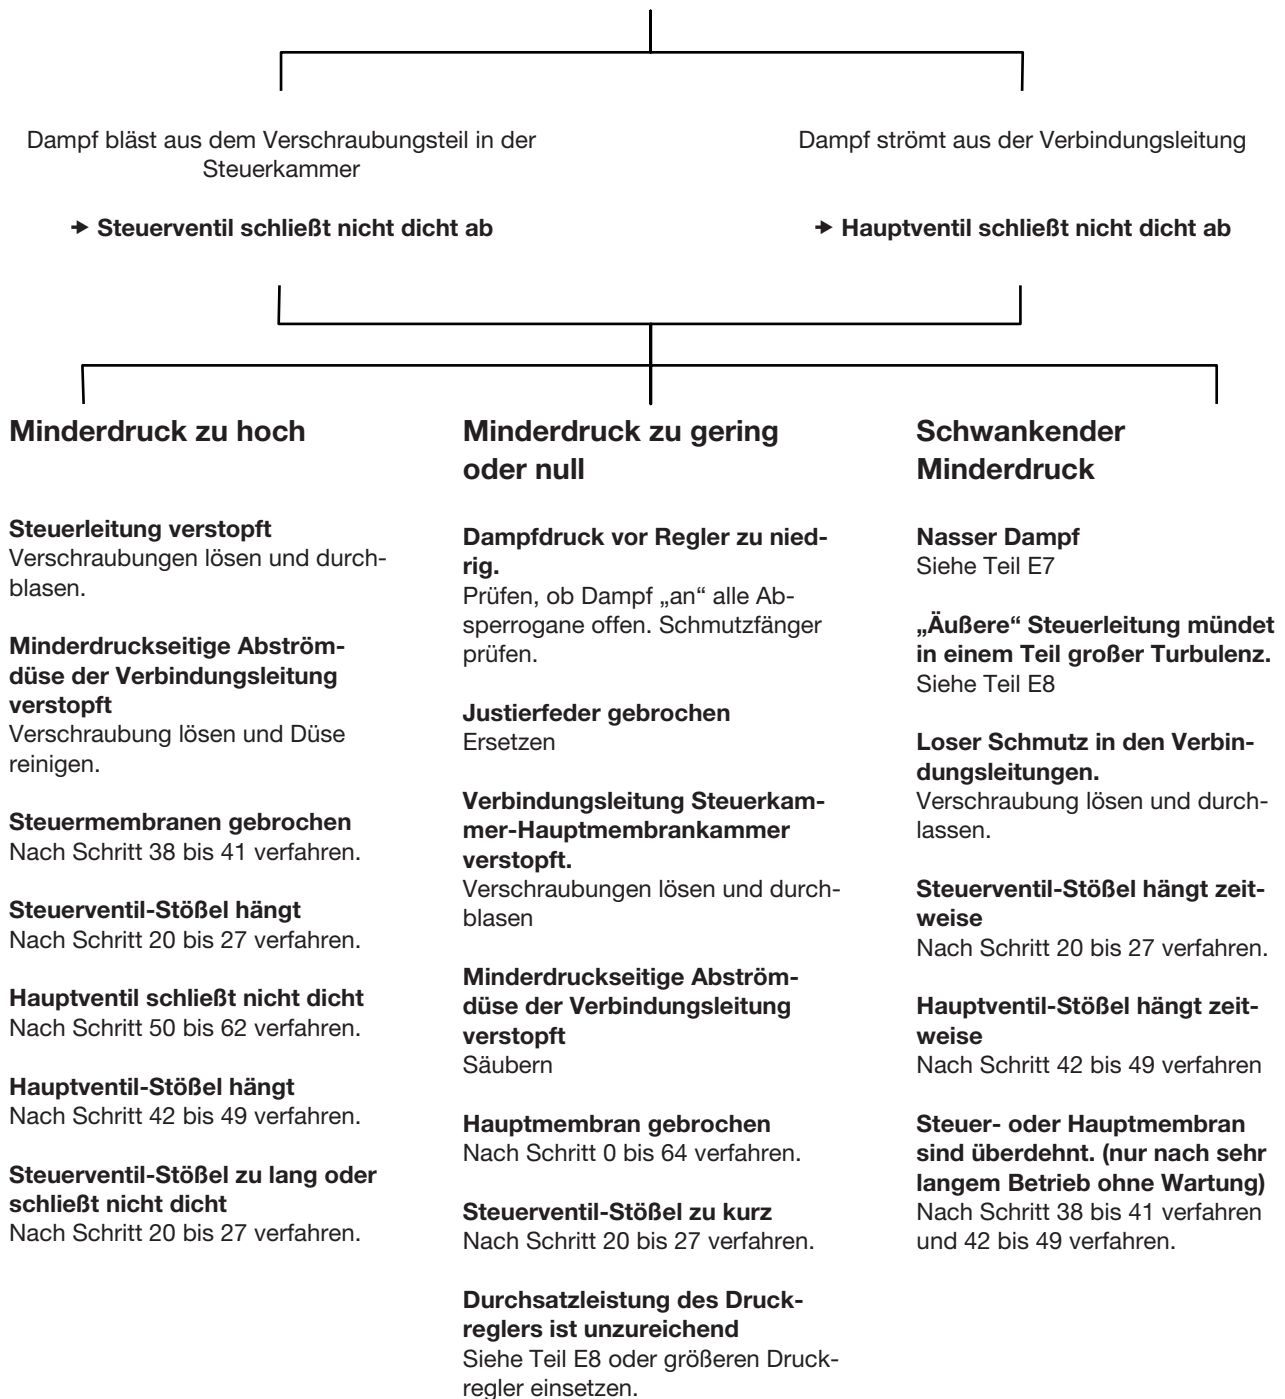 Dampf bläst aus dem Verschraubungsteil in der
Steuerkammer
➔ Steuerventil schließt nicht dicht ab
Dampf strömt aus der Verbindungsleitung
➔ Hauptventil schließt nicht dicht ab
Minderdruck zu hoch
Steuerleitung verstopft
Verschraubungen lösen und durch-
blasen.
Minderdruckseitige Abström-
düse der Verbindungsleitung
verstopft
Verschraubung lösen und Düse
reinigen.
Steuermembranen gebrochen
Nach Schritt 38 bis 41 verfahren.
Steuerventil-Stößel hängt
Nach Schritt 20 bis 27 verfahren.
Hauptventil schließt nicht dicht
Nach Schritt 50 bis 62 verfahren.
Hauptventil-Stößel hängt
Nach Schritt 42 bis 49 verfahren.
Steuerventil-Stößel zu lang oder
schließt nicht dicht
Nach Schritt 20 bis 27 verfahren.
Minderdruck zu gering
oder null
Dampfdruck vor Regler zu nied-
rig.
Prüfen, ob Dampf „an“ alle Ab-
sperrogane offen. Schmutzfänger
prüfen.
Justierfeder gebrochen
Ersetzen
Verbindungsleitung Steuerkam-
mer-Hauptmembrankammer
verstopft.
Verschraubungen lösen und durch-
blasen
Minderdruckseitige Abström-
düse der Verbindungsleitung
verstopft
Säubern
Hauptmembran gebrochen
Nach Schritt 0 bis 64 verfahren.
Steuerventil-Stößel zu kurz
Nach Schritt 20 bis 27 verfahren.
Durchsatzleistung des Druck-
reglers ist unzureichend
Siehe Teil E8 oder größeren Druck-
regler einsetzen.
Schwankender
Minderdruck
Nasser Dampf
Siehe Teil E7
„Äußere“ Steuerleitung mündet
in einem Teil großer Turbulenz.
Siehe Teil E8
Loser Schmutz in den Verbin-
dungsleitungen.
Verschraubung lösen und durch-
lassen.
Steuerventil-Stößel hängt zeit-
weise
Nach Schritt 20 bis 27 verfahren.
Hauptventil-Stößel hängt zeit-
weise
Nach Schritt 42 bis 49 verfahren
Steuer- oder Hauptmembran
sind überdehnt. (nur nach sehr
langem Betrieb ohne Wartung)
Nach Schritt 38 bis 41 verfahren
und 42 bis 49 verfahren.